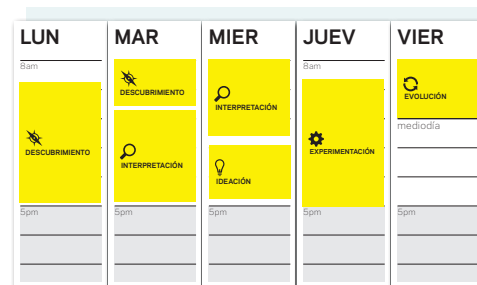 LUN MAR MIER JUEV VIER
8am
8am
DESCUBRIMIENTO
DESCUBRIMIENTO
INTERPRETACIÓN
INTERPRETACIÓN
IDEACIÓN
EXPERIMENTACIÓN
EVOLUCIÓN
mediodía
5pm 5pm 5pm 5pm 5pm